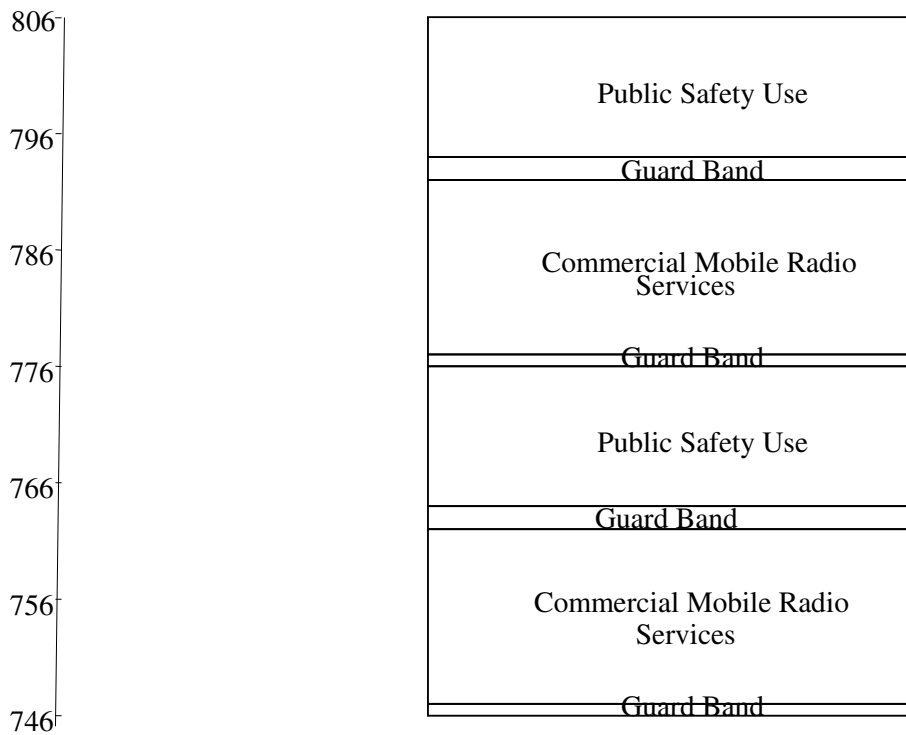 806
Public Safety Use
796
Guard Band
786
Commercial Mobile Radio
Services
Guard Band
776
Public Safety Use
766
Guard Band
756
Commercial Mobile Radio
Services
Guard Band
746